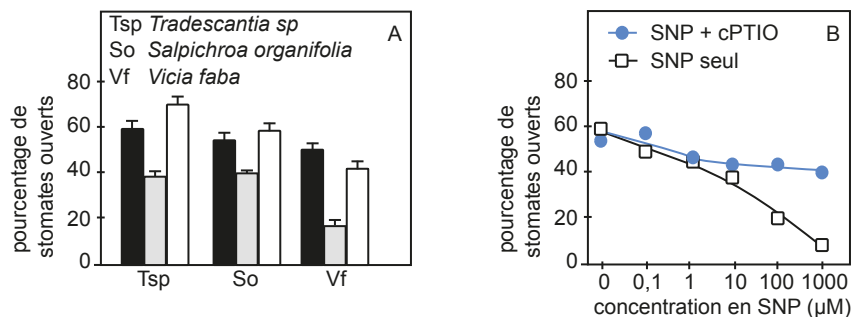 Tsp Tradescantia sp
A
So Salpichroa organifolia
Vf Vicia faba
pourcentage de
stomates ouverts
80
60
40
20
0
Tsp So Vf
B
SNP + cPTIO
SNP seul
pourcentage de
stomates ouverts
80
60
40
20
0
0 0,1 1 10 100 1000
concentration en SNP (µM)